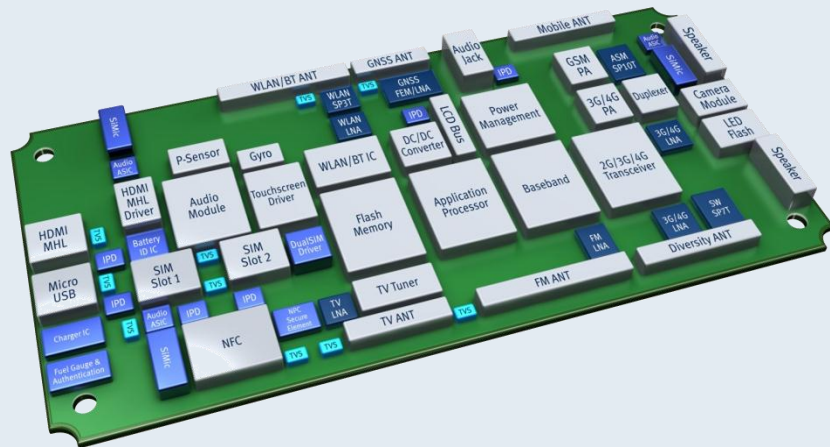 Mobile ANT
Speaker
Audio
Jack
GNSS ANT
WLAN/BT ANT
Audio
ASIC
SiMic
GSM
PA
ASM
SP10T
IPD
GNSS
FEM/LNA
TVS
TVS
WLAN
SP3T
Camera
Module
Duplexer
3G/4G
PA
Power
Management
LCD Bus
IPD
WLAN
LNA
SiMic
LED
Flash
3G/4G
LNA
DC/DC
Converter
Speaker
Audio
ASIC
P-Sensor
Gyro
WLAN/BT IC
2G/3G/4G
Transceiver
Baseband
Application
Processor
HDMI
MHL
Driver
Audio
Module
Touchscreen
Driver
Flash
Memory
SW
SP7T
3G/4G
LNA
Diversity ANT
FM
LNA
HDMI
MHL
TVS
Battery
ID IC
IPD
TVS
SIM
Slot 2
DualSIM
Driver
SIM
Slot 1
TVS
Micro
USB
TVS
IPD
FM ANT
TV Tuner
TV ANT
TVS
TV
LNA
NFC
Secure
Element
IPD
IPD
Audio
ASIC
TVS
Charger IC
SiMic
NFC
TVS
TVS
Fuel Gauge &
Authentication